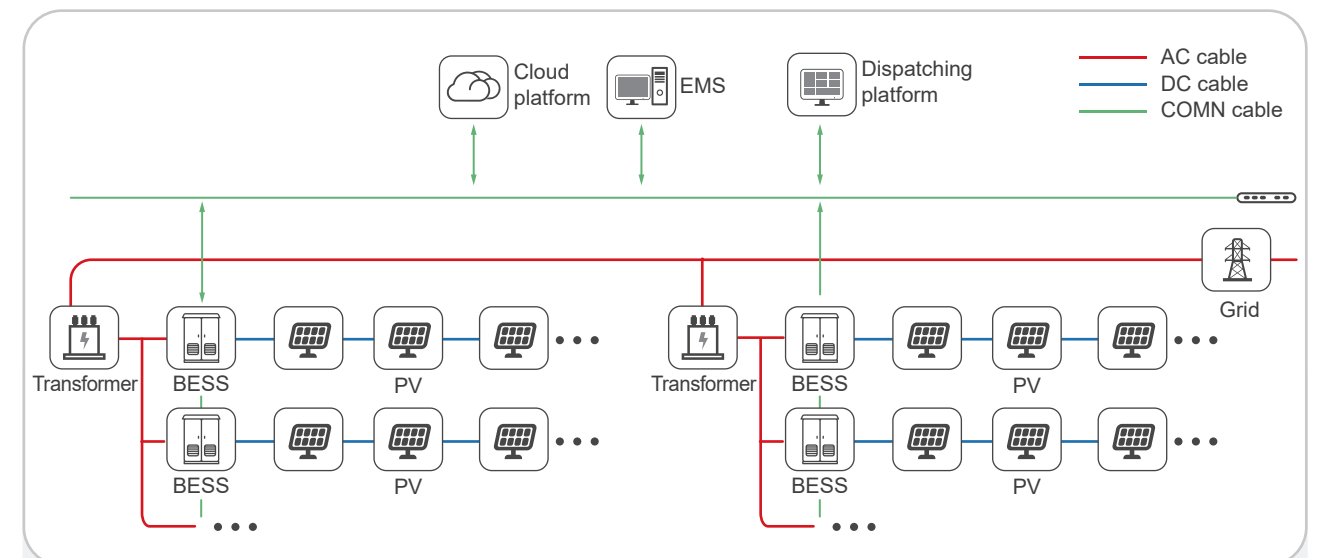 Cloud
platform
EMS
Dispatching
platform
AC cable
DC cable
COMN cable
Grid
Transformer
BESS
PV
Transformer
BESS
PV
BESS
PV
BESS
PV